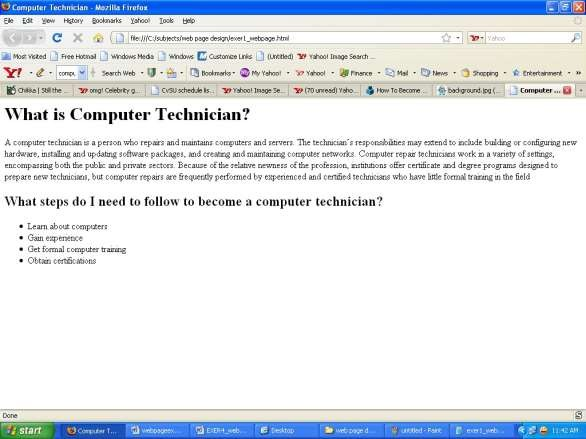 Computer Technician - Mozilla Firefox
File Edit View History Bookmarks Yahoo! Tools Help
file:///C:/subjects/web page design/exer1_webpage.html Yahoo
Most Visited Free Hotmail Windows Media Windows Customize Links (Untitled) Yahoo! Image Search ...
Y! compu Search Web Bookmarks My Yahoo! Yahoo! Finance Mail News Shopping Entertainment
Chikka | Still the ... omg! Celebrity g... CvSU schedule lis... Yahoo! Image Se... (70 unread) Yaho... How To Become ... background.jpg (... Computer ...
What is Computer Technician?
A computer technician is a person who repairs and maintains computers and servers. The technician´s responsibilities may extend to include building or configuring new
hardware, installing and updating software packages, and creating and maintaining computer networks. Computer repair technicians work in a variety of settings,
encompassing both the public and private sectors. Because of the relative newness of the profession, institutions offer certificate and degree programs designed to
prepare new technicians, but computer repairs are frequently performed by experienced and certified technicians who have little formal training in the field
What steps do I need to follow to become a computer technician?
Learn about computers
Gain experience
Get formal computer training
Obtain certifications
Done
start Computer T... webpageex... EXER4_web... Desktop web page d... untitled - Paint exer1_web... 11:42 AM